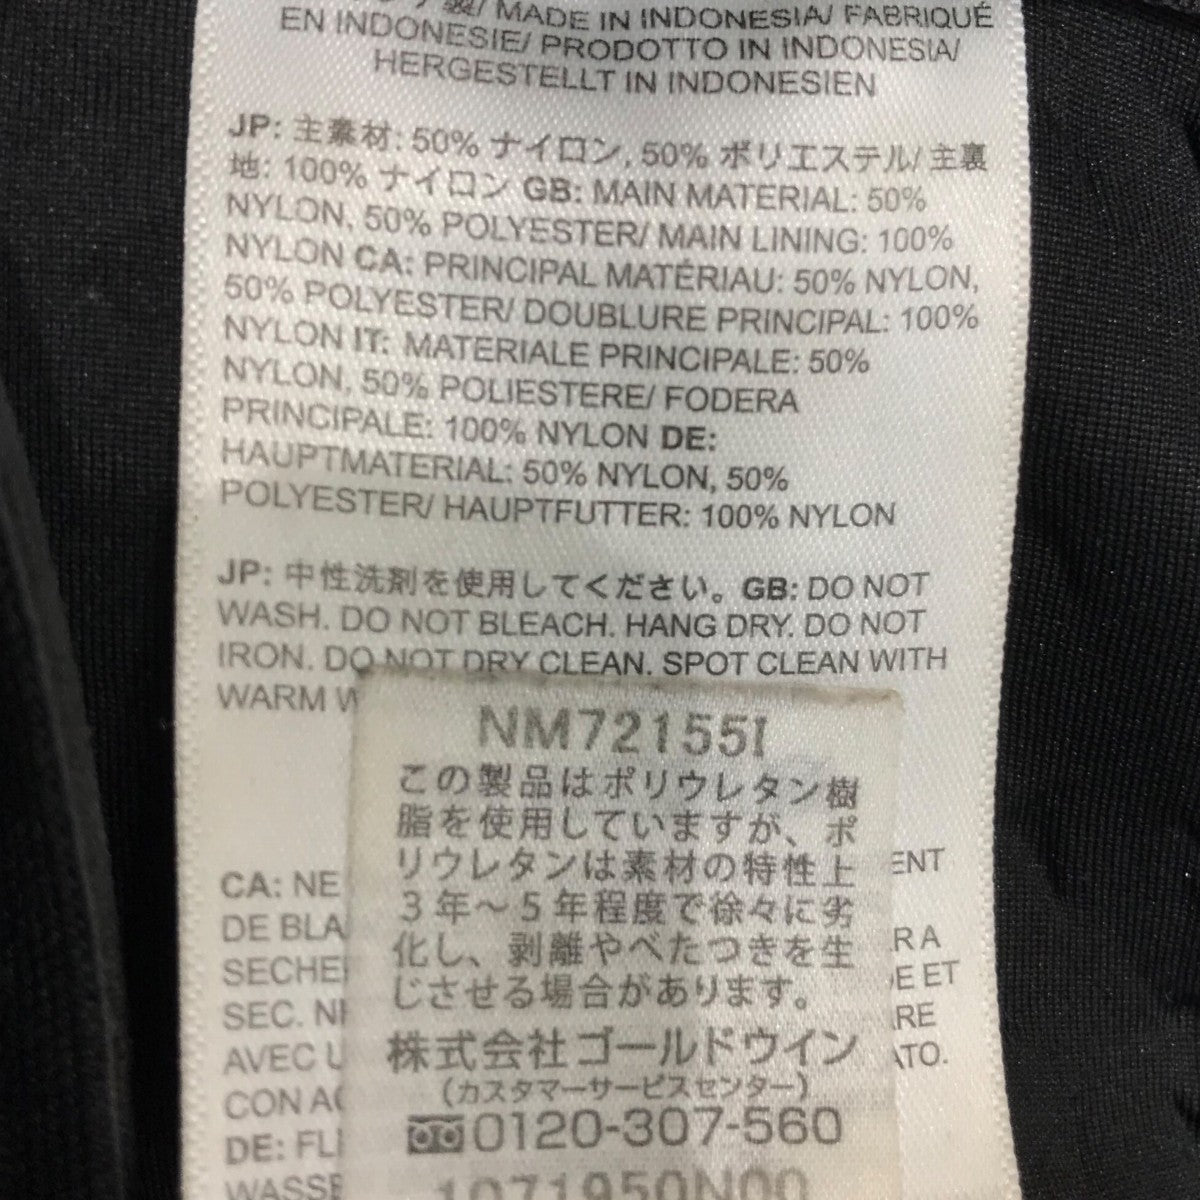 製/ MADE IN INDONESIA/ FABRIQUÉ
EN INDONESIE/ PRODOTTO IN INDONESIA/
HERGESTELLT IN INDONESIEN
JP: 主素材: 50% ナイロン, 50% ポリエステル/ 主裏
地: 100% ナイロン GB: MAIN MATERIAL: 50%
NYLON, 50% POLYESTER/ MAIN LINING: 100%
NYLON CA: PRINCIPAL MATÉRIAU: 50% NYLON,
50% POLYESTER/ DOUBLURE PRINCIPAL: 100%
NYLON IT: MATERIALE PRINCIPALE: 50%
NYLON, 50% POLIESTERE/ FODERA
PRINCIPALE: 100% NYLON DE:
HAUPTMATERIAL: 50% NYLON, 50%
POLYESTER/ HAUPTFUTTER: 100% NYLON
JP: 中性洗剤を使用してください。GB: DO NOT
WASH. DO NOT BLEACH. HANG DRY. DO NOT
IRON. DO NOT DRY CLEAN. SPOT CLEAN WITH
WARM W
NM72155I
この製品はポリウレタン樹
脂を使用していますが、ポ
リウレタンは素材の特性上
3年～5年程度で徐々に劣
化し、剥離やべたつきを生
じさせる場合があります。
株式会社ゴールドウイン
(カスタマーサービスセンター)
0120-307-560
1071950N00
CA: NE ENT
DE BLA RA
SECHE DE ET
SEC. NI RE
AVEC U ATO.
CON AC
DE: FL
WASSE